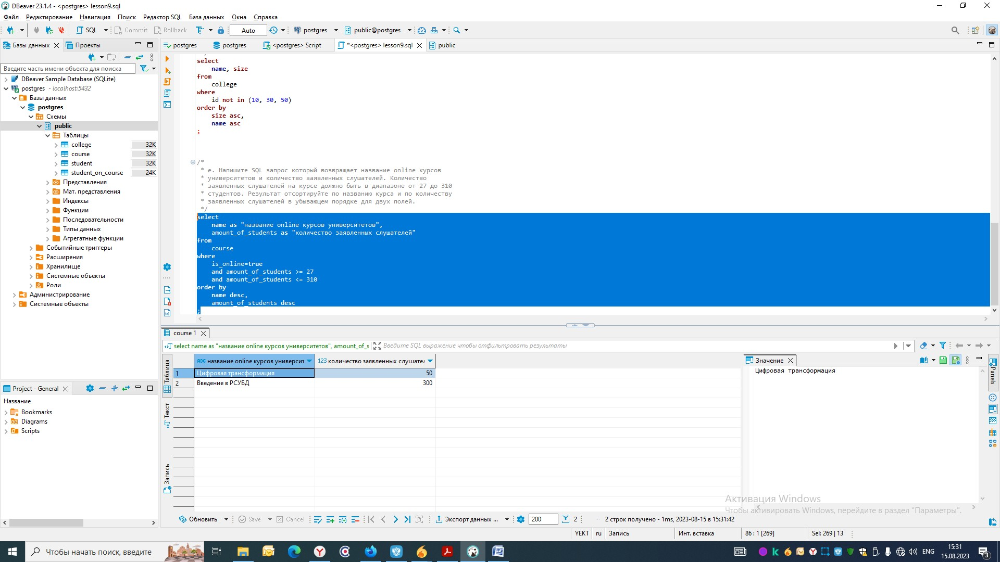 DBeaver 23.1.4 - <postgres> lesson9.sql
Файл Редактирование Навигация Поиск Редактор SQL База данных Окна Справка
SQL Commit Rollback Auto postgres public@postgres
Базы данных Проекты
postgres postgres <postgres> Script *<postgres> lesson9.sql public
Введите часть имени объекта для поиска
DBeaver Sample Database (SQLite)
postgres - localhost:5432
Базы данных
postgres
Схемы
public
Таблицы
college 32K
course 32K
student 32K
student_on_course 24K
Представления
Мат. представления
Индексы
Функции
Последовательности
Типы данных
Агрегатные функции
Событийные триггеры
Расширения
Хранилище
Системные объекты
Роли
Администрирование
Системные объекты
Project - General
Название
Bookmarks
Diagrams
Scripts
select
name, size
from
college
where
id not in (10, 30, 50)
order by
size asc,
name asc
;
/*
* е. Напишите SQL запрос который возвращает название online курсов
* университетов и количество заявленных слушателей. Количество
* заявленных слушателей на курсе должно быть в диапазоне от 27 до 310
* студентов. Результат отсортируйте по названию курса и по количеству
* заявленных слушателей в убывающем порядке для двух полей.
*/
select
name as "название online курсов университетов",
amount_of_students as "количество заявленных слушателей"
from
course
where
is_online=true
and amount_of_students >= 27
and amount_of_students <= 310
order by
name desc,
amount_of_students desc
;
course 1
select name as "название online курсов университетов", amount_of_s
Введите SQL выражение чтобы отфильтровать результаты
Таблица
Текст
Запись
ABC название online курсов университ 123 количество заявленных слушател
1 Цифровая трансформация 50
2 Введение в РСУБД 300
Значение
Цифровая трансформация
Panels
Активация Windows
Чтобы активировать Windows, перейдите в раздел "Параметры".
Обновить Save Cancel Экспорт данных ... 200 2 ... 2 строк получено - 1ms, 2023-08-15 в 15:31:42
YEKT ru Запись Инт. вставка 86 : 1 [269] Sel: 269 | 13
Чтобы начать поиск, введите
ENG
15:31
15.08.2023
3